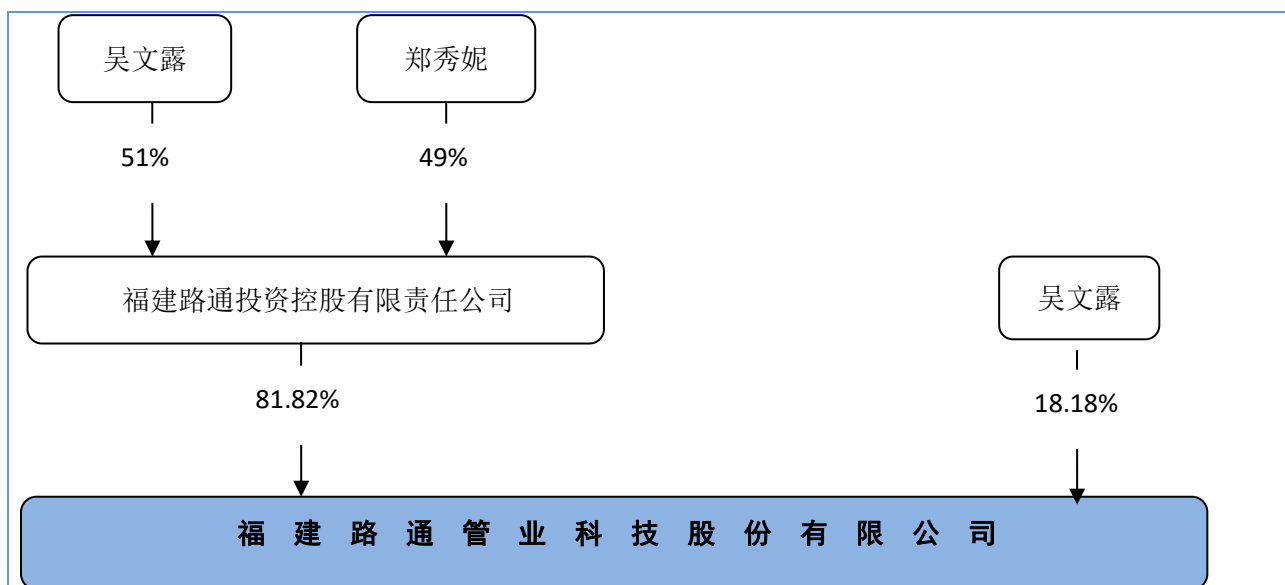 吴文露
郑秀妮
51%
49%
福建路通投资控股有限责任公司
吴文露
81.82%
18.18%
福建路通管业科技股份有限公司